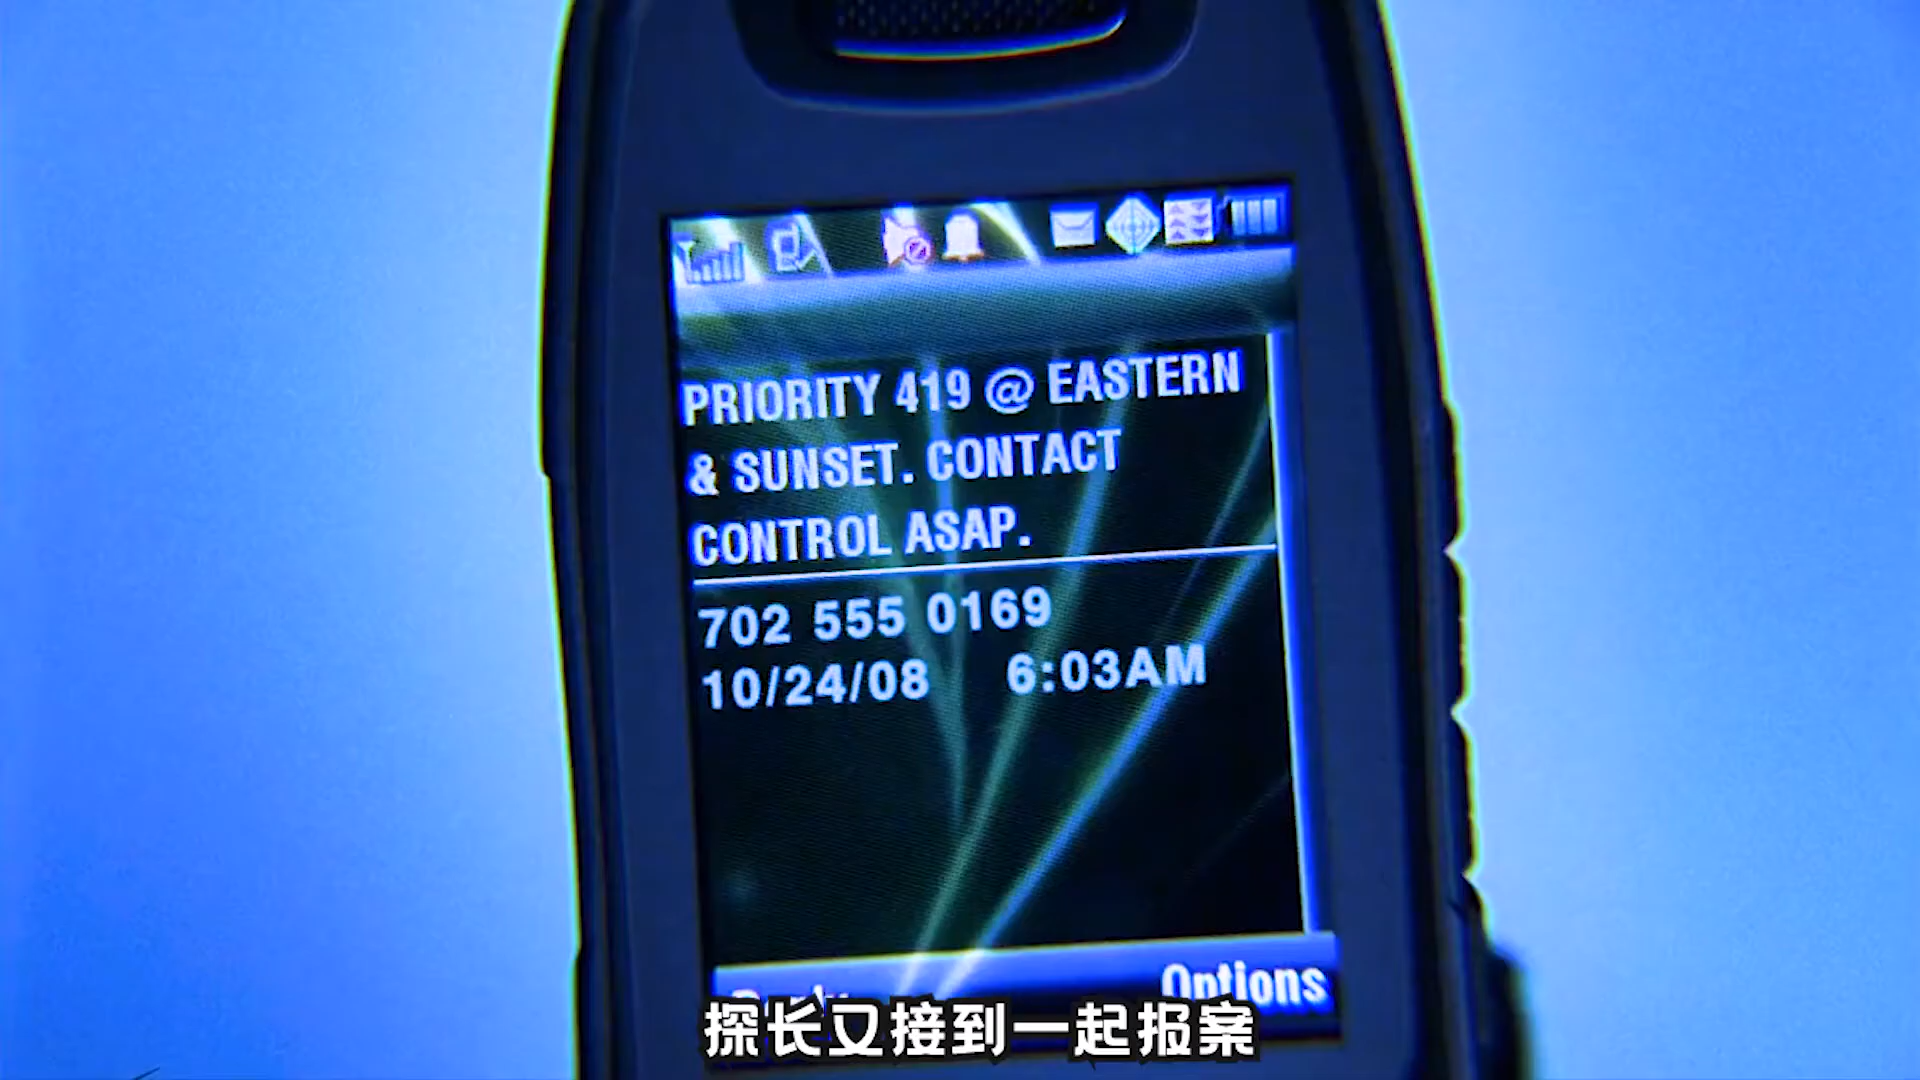 PRIORITY 419 @ EASTERN
& SUNSET. CONTACT
CONTROL ASAP.
702 555 0169
10/24/08 6:03AM
Options
探长又接到一起报案